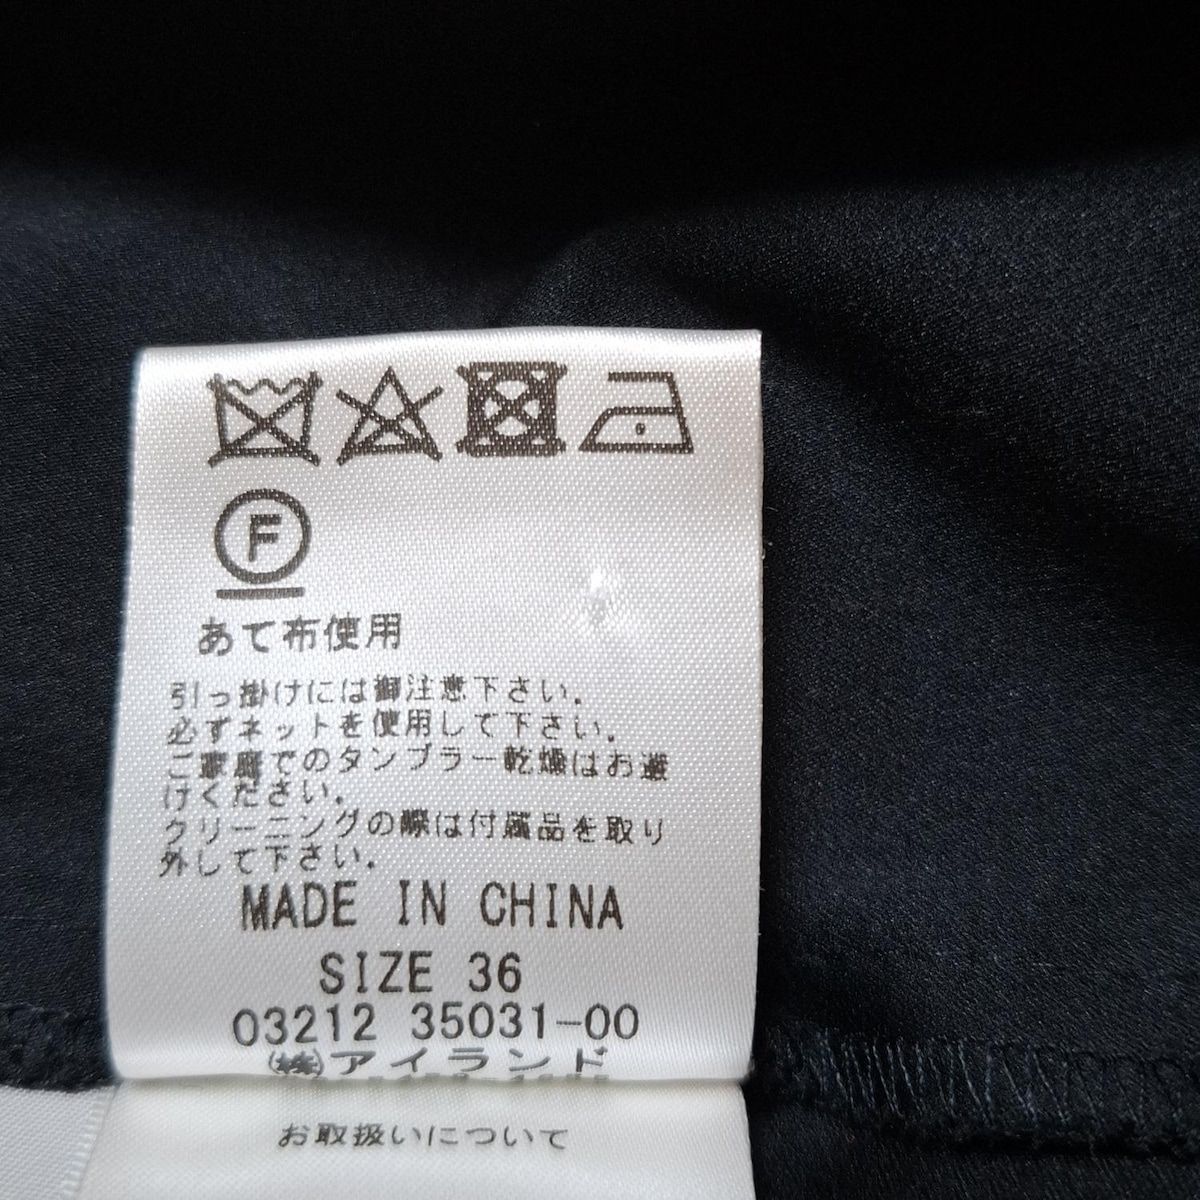 F
あて布使用
引っ掛けには御注意下さい.
必ずネットを使用して下さい.
ご家庭でのタンブラー乾燥はお避
けください.
クリーニングの際は付属品を取り
外して下さい.
MADE IN CHINA
SIZE 36
03212 35031-00
(株)アイランド
お取扱いについて